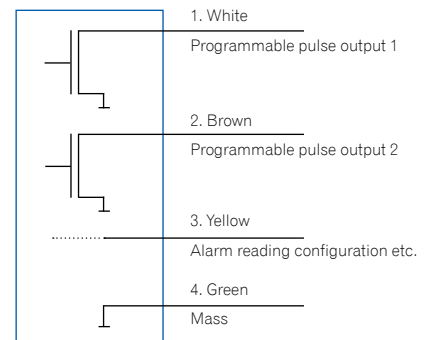 1. White
Programmable pulse output 1
2. Brown
Programmable pulse output 2
3. Yellow
Alarm reading configuration etc.
4. Green
Mass